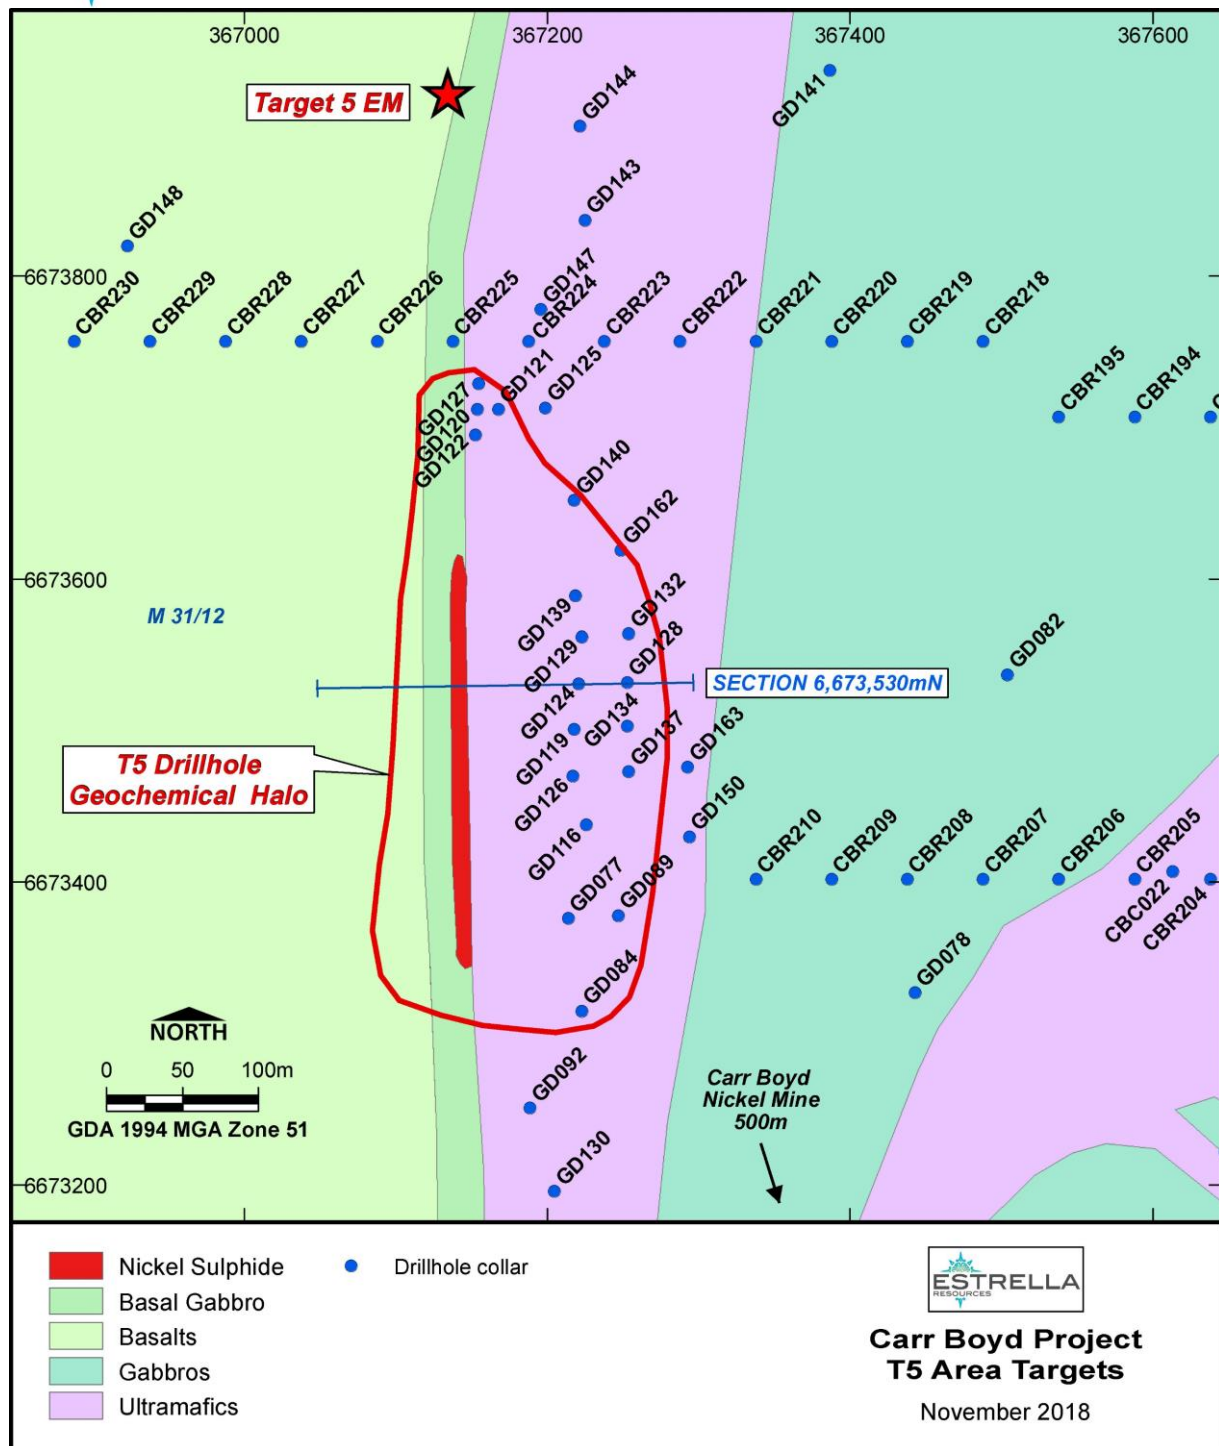 367000
367200
367400
367600
Target 5 EM
GD144
GD141
GD143
GD148
6673800
GD147
CBR230
CBR229
CBR228
CBR227
CBR226
CBR225
CBR224
CBR223
CBR222
CBR221
CBR220
CBR219
CBR218
GD127
GD121
GD125
CBR195
CBR194
C
GD120
GD122
GD140
GD162
6673600
M 31/12
GD139
GD132
GD129
GD128
GD082
SECTION 6,673,530mN
GD124
GD134
T5 Drillhole
Geochemical Halo
GD119
GD137
GD163
GD126
GD150
GD116
CBR210
CBR209
CBR208
CBR207
CBR206
CBR205
6673400
GD077
GD089
CBC022
CBR204
GD078
GD084
NORTH
0 50 100m
GDA 1994 MGA Zone 51
GD092
Carr Boyd
Nickel Mine
500m
GD130
6673200
Nickel Sulphide
Drillhole collar
Basal Gabbro
Basalts
Gabbros
Ultramafics
ESTRELLA
RESOURCES
Carr Boyd Project
T5 Area Targets
November 2018